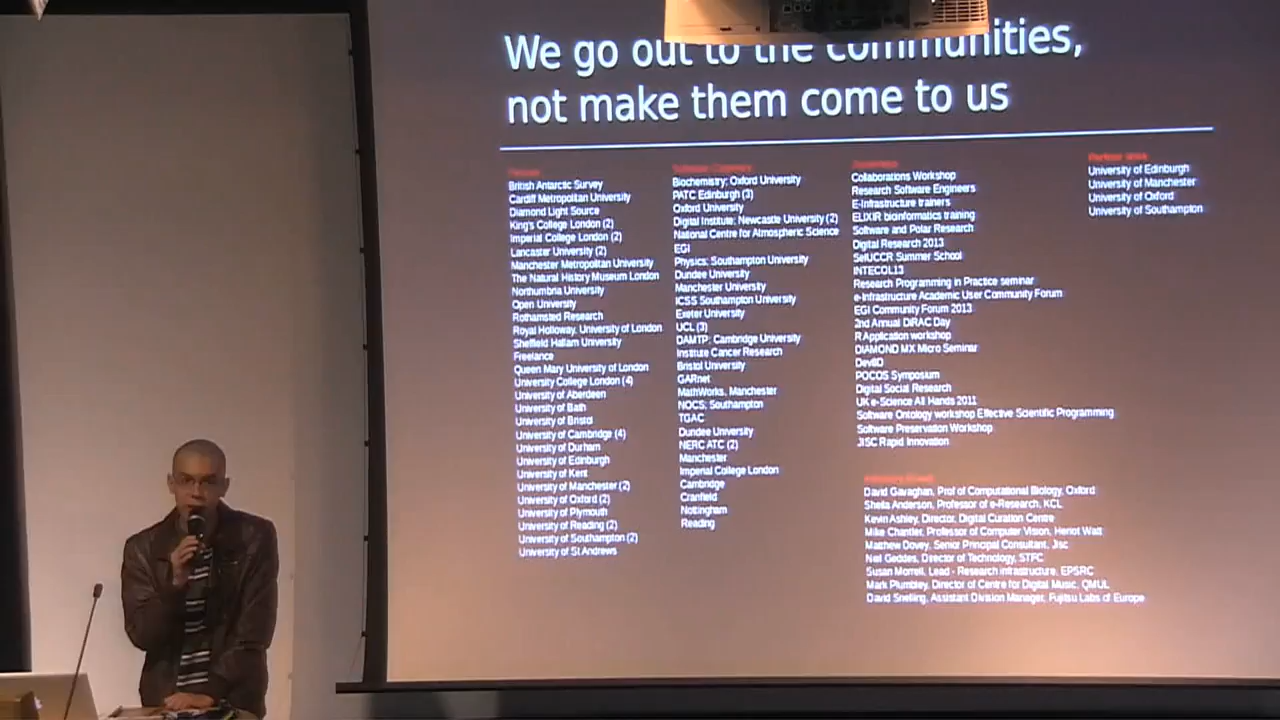 We go out to the communities,
not make them come to us
British Antarctic Survey
Cardiff Metropolitan University
Diamond Light Source
King's College London (2)
Imperial College London (2)
Lancaster University (2)
Manchester Metropolitan University
The Natural History Museum London
Northumbria University
Open University
Rothamsted Research
Royal Holloway, University of London
Sheffield Hallam University
Freelance
Queen Mary University of London
University College London (4)
University of Aberdeen
University of Bath
University of Bristol
University of Cambridge (4)
University of Durham
University of Edinburgh
University of Kent
University of Manchester (2)
University of Oxford (2)
University of Plymouth
University of Reading (2)
University of Southampton (2)
University of St Andrews
Software Carpentry
Biochemistry; Oxford University
PATC Edinburgh (3)
Oxford University
Digital Institute; Newcastle University (2)
National Centre for Atmospheric Science
EGI
Physics; Southampton University
Dundee University
Manchester University
ICSS Southampton University
Exeter University
UCL (3)
DAMTP; Cambridge University
Institute Cancer Research
Bristol University
GARnet
MathWorks, Manchester
NOCS; Southampton
TGAC
Dundee University
NERC ATC (2)
Manchester
Imperial College London
Cambridge
Cranfield
Nottingham
Reading
Collaborations Workshop
Research Software Engineers
E-Infrastructure trainers
ELIXIR bioinformatics training
Software and Polar Research
Digital Research 2013
SeIUCCR Summer School
INTECOL13
Research Programming in Practice seminar
e-Infrastructure Academic User Community Forum
EGI Community Forum 2013
2nd Annual DiRAC Day
R Application workshop
DIAMOND MX Micro Seminar
Dev8D
POCOS Symposium
Digital Social Research
UK e-Science All Hands 2011
Software Ontology workshop Effective Scientific Programming
Software Preservation Workshop
JISC Rapid Innovation
David Gavaghan, Prof of Computational Biology, Oxford
Sheila Anderson, Professor of e-Research, KCL
Kevin Ashley, Director, Digital Curation Centre
Mike Chantler, Professor of Computer Vision, Heriot Watt
Matthew Dovey, Senior Principal Consultant, Jisc
Neil Geddes, Director of Technology, STFC
Susan Morrell, Lead - Research infrastructure, EPSRC
Mark Plumbley, Director of Centre for Digital Music, QMUL
David Snelling, Assistant Division Manager, Fujitsu Labs of Europe
University of Edinburgh
University of Manchester
University of Oxford
University of Southampton